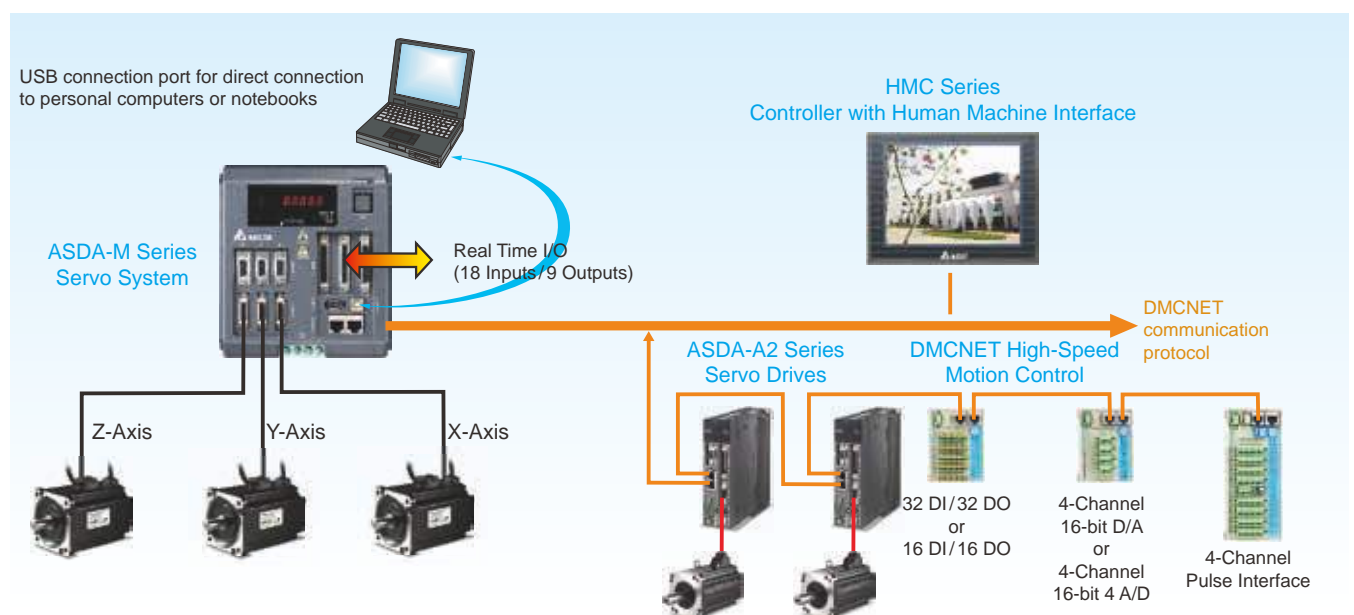 USB connection port for direct connection
to personal computers or notebooks
HMC Series
Controller with Human Machine Interface
ASDA-M Series
Servo System
Real Time I/O
(18 Inputs/9 Outputs)
DMCNET
communication
protocol
ASDA-A2 Series
Servo Drives
DMCNET High-Speed
Motion Control
Z-Axis
Y-Axis
X-Axis
32 DI/32 DO
or
16 DI/16 DO
4-Channel
16-bit D/A
or
4-Channel
16-bit 4 A/D
4-Channel
Pulse Interface